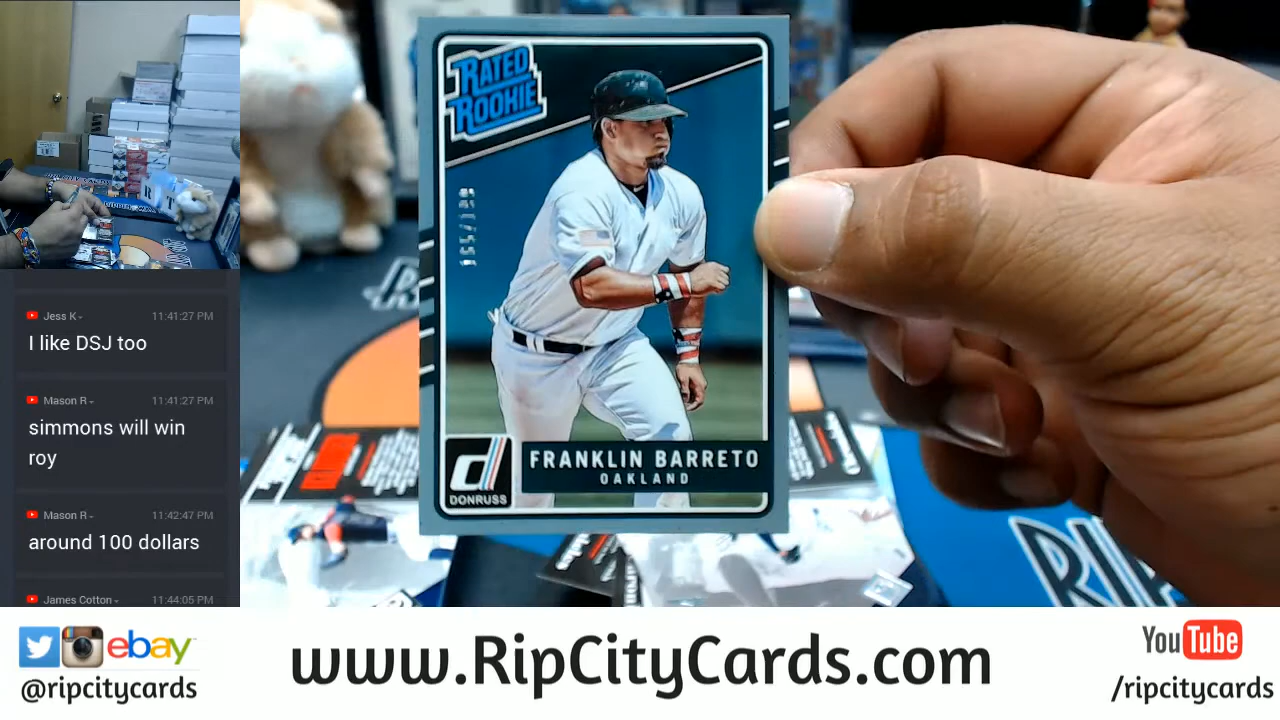 RATED
ROOKIE
FRANKLIN BARRETO
OAKLAND
d
DONRUSS
Jess K
11:41:27 PM
I like DSJ too
Mason R
11:41:27 PM
simmons will win
roy
Mason R
11:42:47 PM
around 100 dollars
James Cotton
11:44:05 PM
RIP
ebay
@ripcitycards
www.RipCityCards.com
YouTube
/ripcitycards